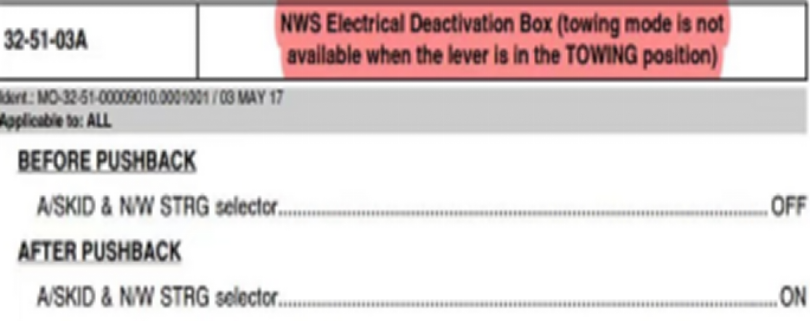 32-51-03A
NWS Electrical Deactivation Box (towing mode is not
available when the lever is in the TOWING position)
Ident.: MO-32-51-00009010.0001001 / 03 MAY 17
Applicable to: ALL
BEFORE PUSHBACK
A/SKID & N/W STRG selector....................................................................................OFF
AFTER PUSHBACK
A/SKID & N/W STRG selector....................................................................................ON